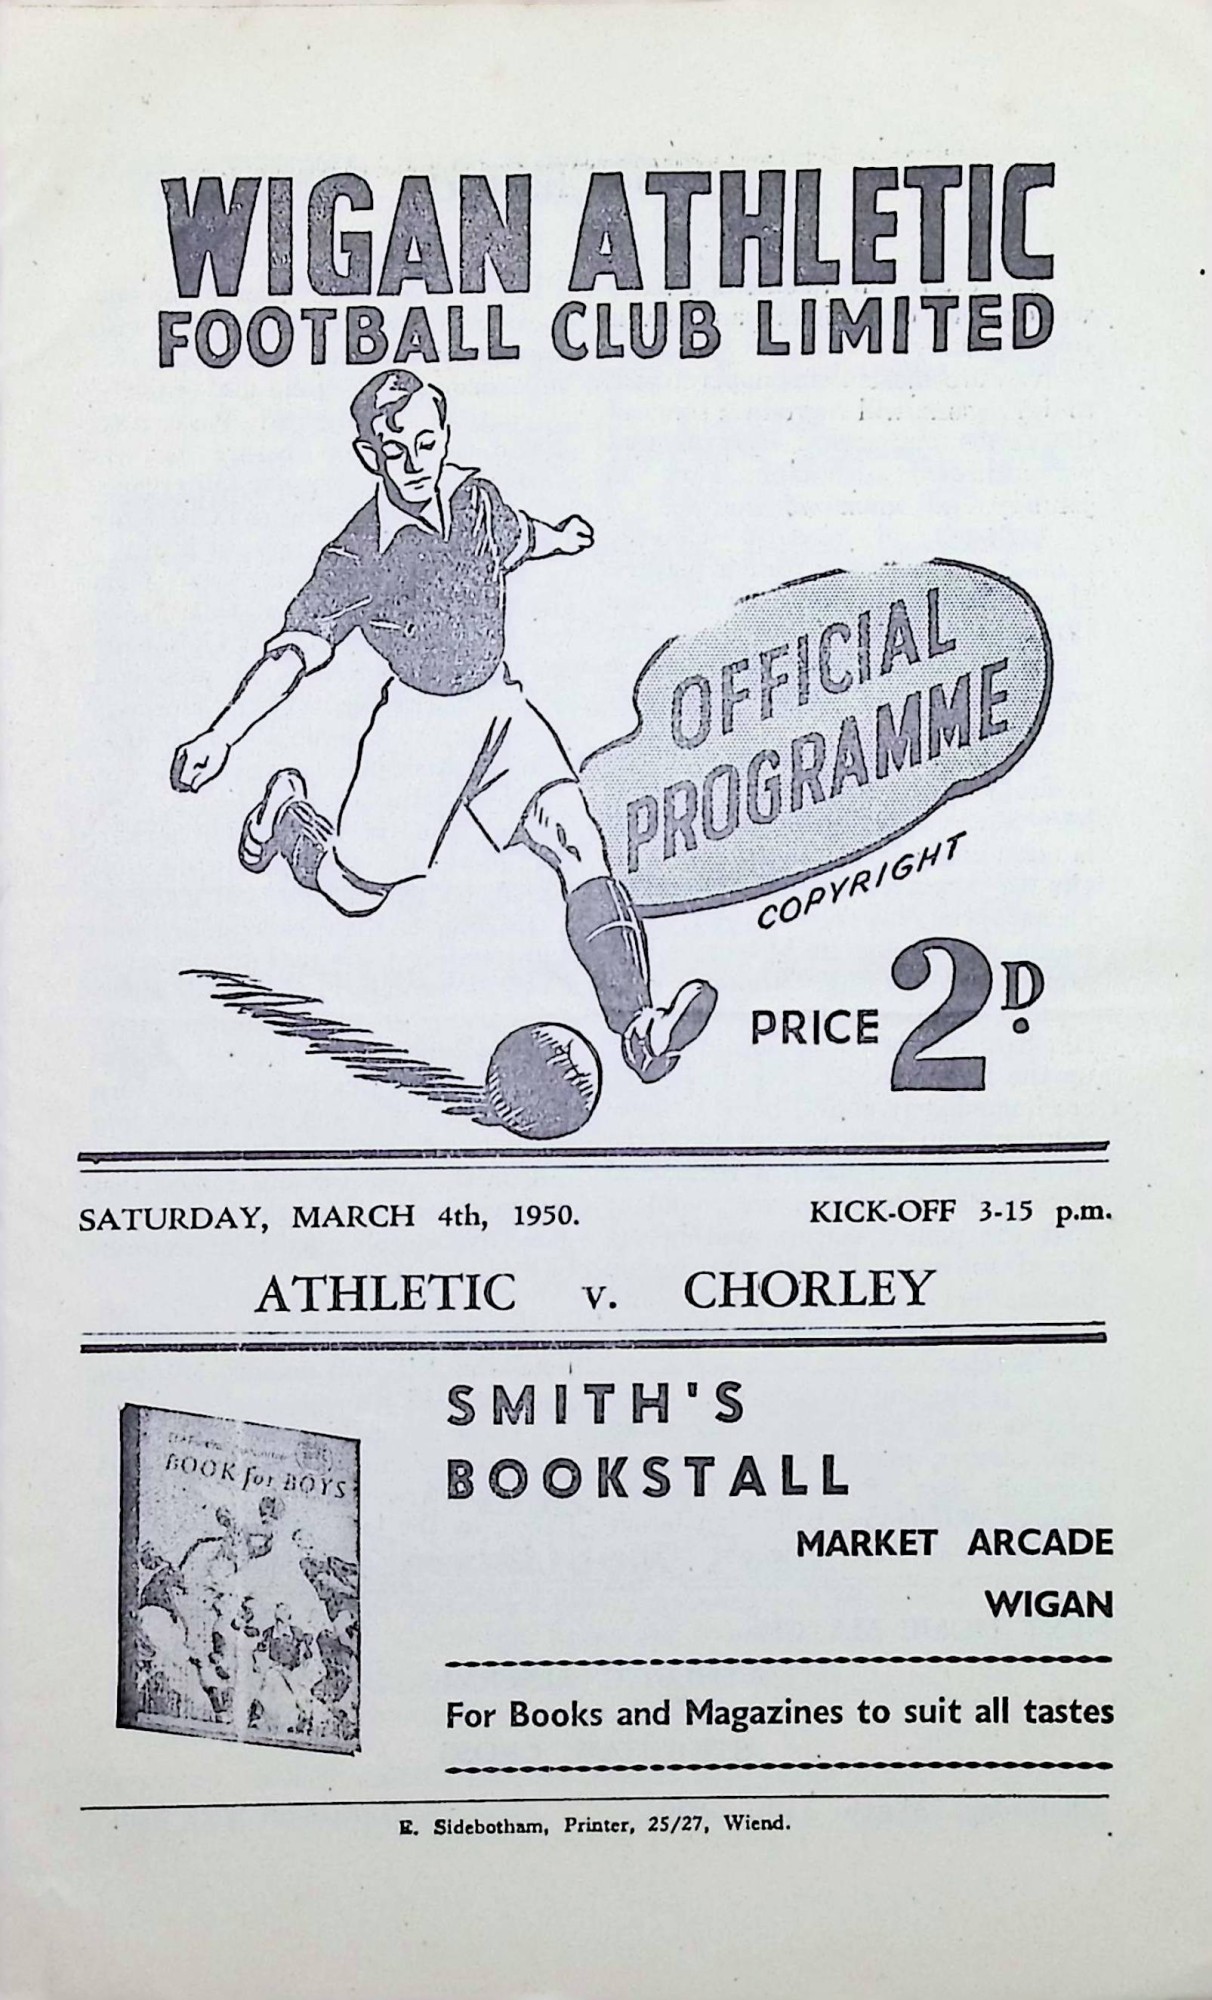 WIGAN ATHLETIC
FOOTBALL CLUB LIMITED
OFFICIAL
PROGRAMME
COPYRIGHT
PRICE 2D.
SATURDAY, MARCH 4th, 1950. KICK-OFF 3-15 p.m.
ATHLETIC v. CHORLEY
BOOK for BOYS
SMITH'S
BOOKSTALL
MARKET ARCADE
WIGAN
For Books and Magazines to suit all tastes
E. Sidebotham, Printer, 25/27, Wiend.